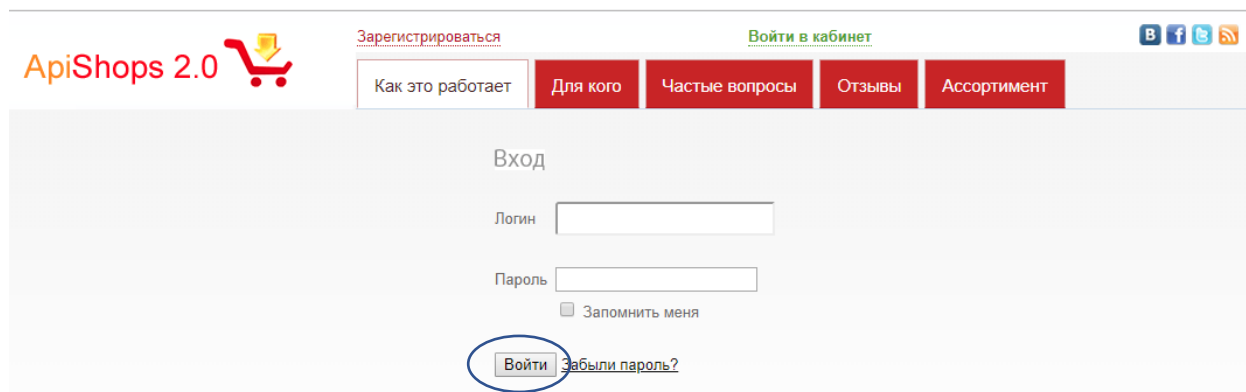 Зарегистрироваться
Войти в кабинет
ApiShops 2.0
Как это работает
Для кого
Частые вопросы
Отзывы
Ассортимент
Вход
Логин
Пароль
Запомнить меня
Войти Забыли пароль?